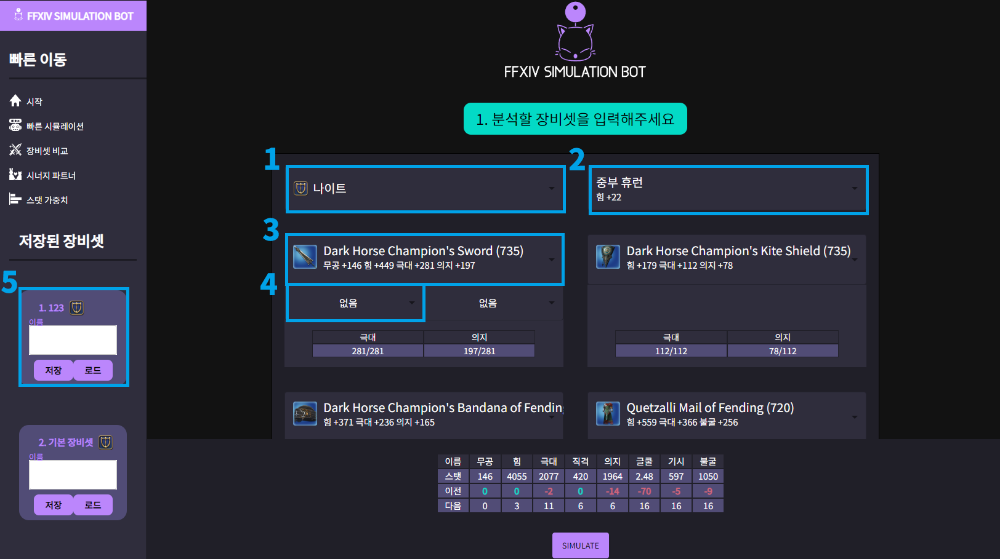 FFXIV SIMULATION BOT
빠른 이동
시작
빠른 시뮬레이션
장비셋 비교
시너지 파트너
스탯 가중치
저장된 장비셋
5
1. 123
이름
저장 로드
2. 기본 장비셋
이름
저장 로드
FFXIV SIMULATION BOT
1. 분석할 장비셋을 입력해주세요
1
나이트
2
중부 휴런
힘 +22
3
Dark Horse Champion's Sword (735)
무공 +146 힘 +449 극대 +281 의지 +197
4
없음 없음
극대 의지
281/281 197/281
Dark Horse Champion's Kite Shield (735)
힘 +179 극대 +112 의지 +78
극대 의지
112/112 78/112
Dark Horse Champion's Bandana of Fending
힘 +371 극대 +236 의지 +165
Quetzalli Mail of Fending (720)
힘 +559 극대 +366 불굴 +256
이름 무공 힘 극대 직격 의지 글쿨 기시 불굴
스탯 146 4055 2077 420 1964 2.48 597 1050
이전 0 0 -2 0 -14 -70 -5 -9
다음 0 3 11 6 6 16 16 16
SIMULATE